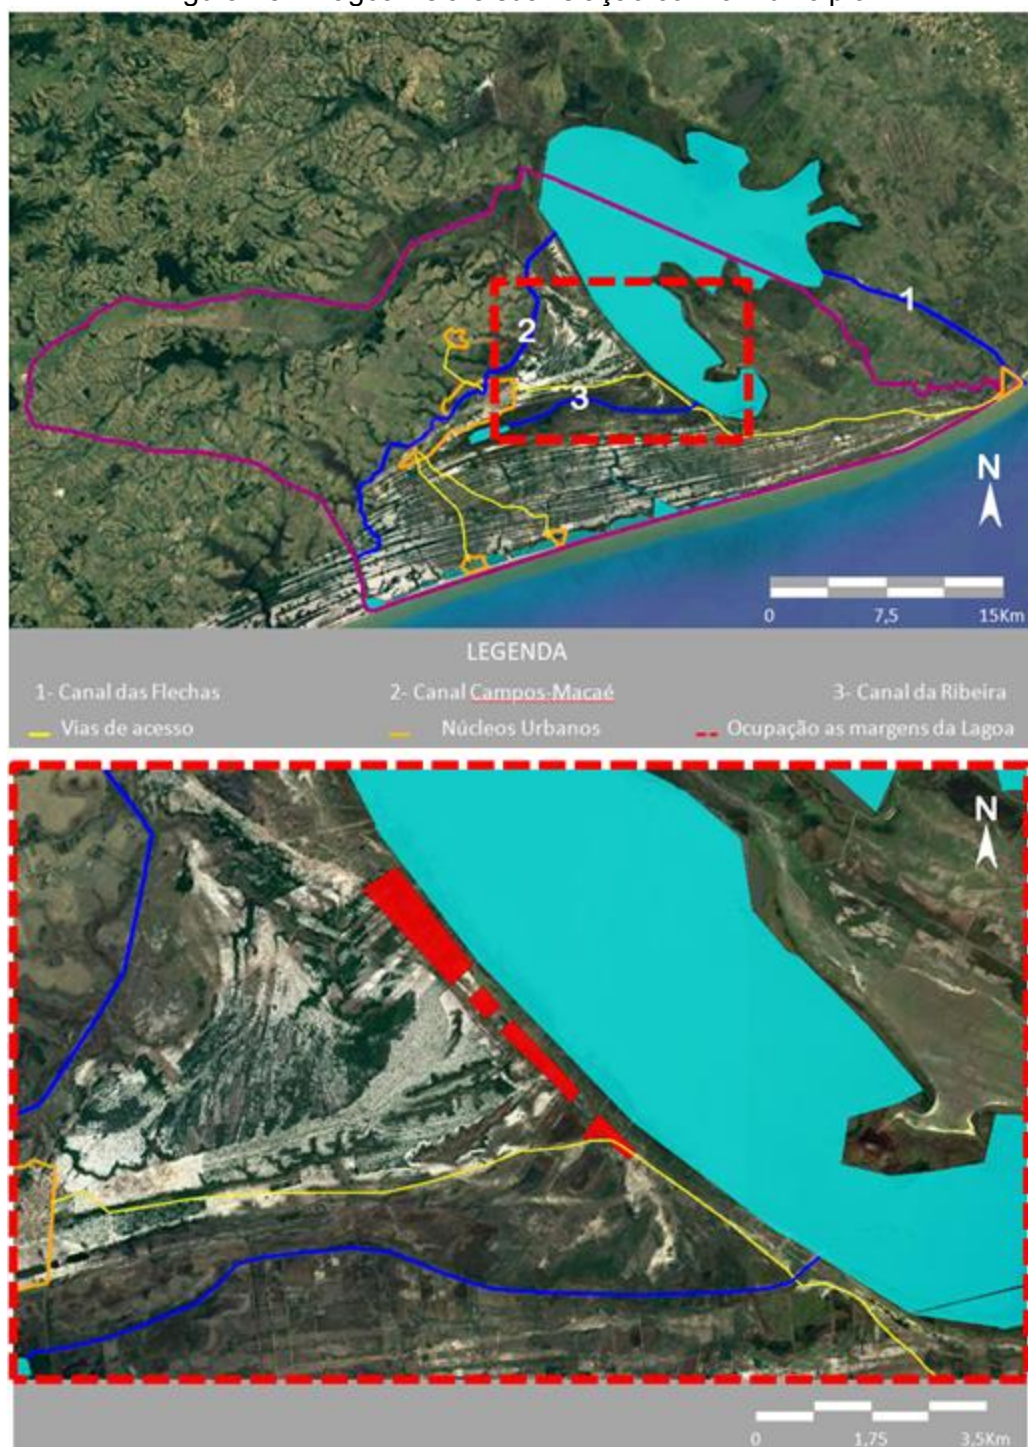 1
2
3
N
0 7,5 15Km
LEGENDA
1- Canal das Flechas 2- Canal Campos-Macaé 3- Canal da Ribeira
Vias de acesso Núcleos Urbanos Ocupação as margens da Lagoa
N
0 1,75 3,5Km